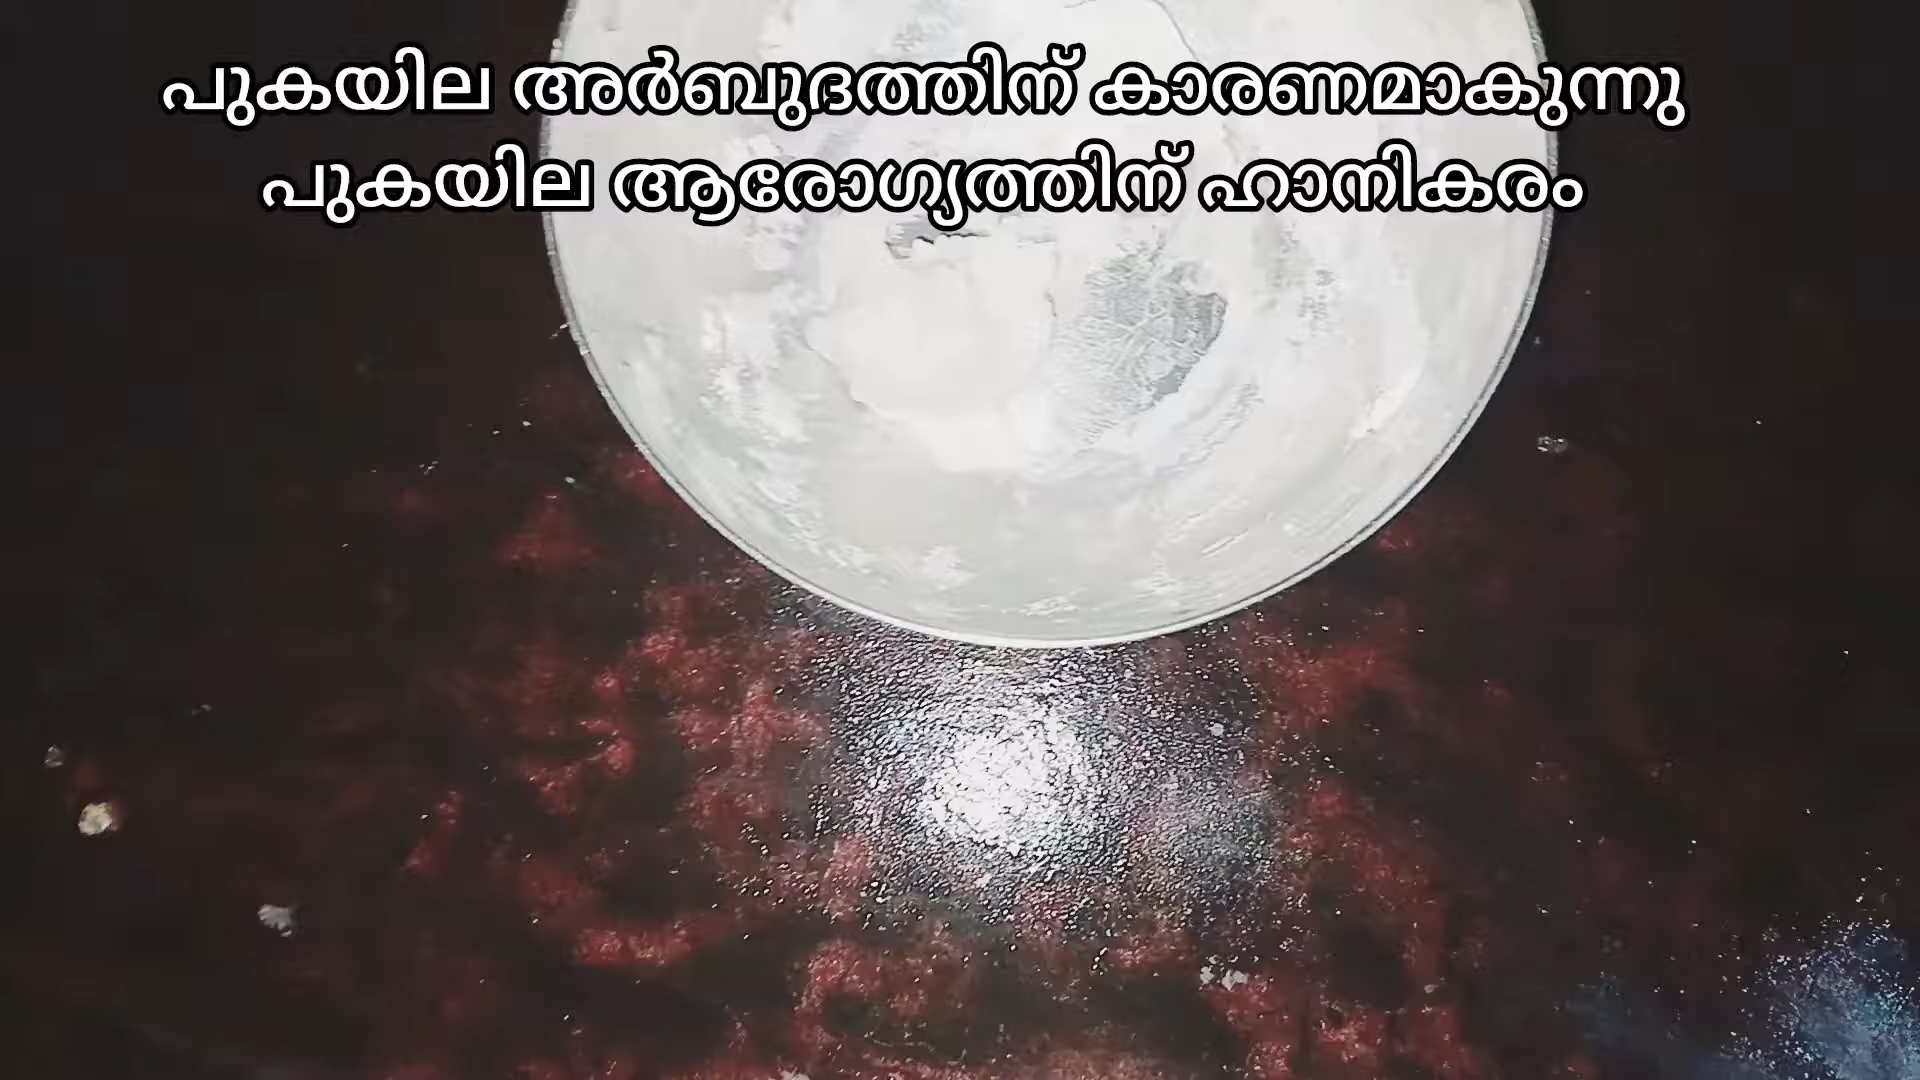 പുകയില അർബുദത്തിന് കാരണമാകുന്നു
പുകയില ആരോഗ്യത്തിന് ഹാനികരം